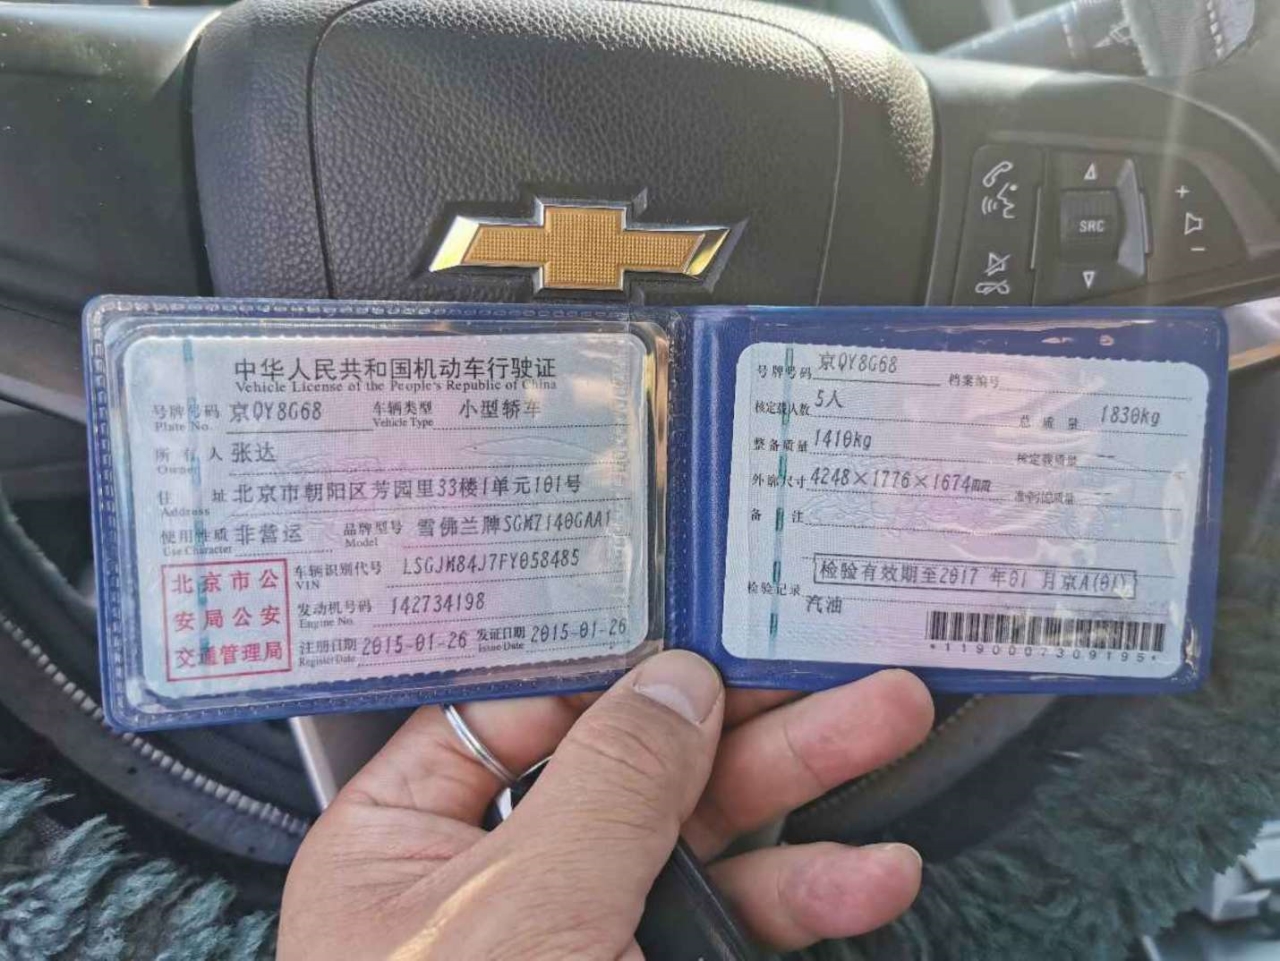 SRC
中华人民共和国机动车行驶证
Vehicle License of the People's Republic of China
号牌号码 京QY8G68 车辆类型 小型轿车
Plate No. Vehicle Type
所有人 张达
Owner
住址 北京市朝阳区芳园里33楼1单元101号
Address
使用性质 非营运 品牌型号 雪佛兰牌SGM7140GAA1
Use Character Model
北京市公
安局公安
交通管理局
车辆识别代号 LSGJM84J7FY058485
VIN
发动机号码 142734198
Engine No.
注册日期 2015-01-26 发证日期 2015-01-26
Register Date Issue Date
号牌号码 京QY8G68 档案编号
核定载人数 5人 总质量 1830kg
整备质量 1410kg 核定载质量
外廓尺寸 4248×1776×1674mm 准牵引总质量
备注
检验有效期至2017年01月京A(01)
检验记录
汽油
*1190007309195*